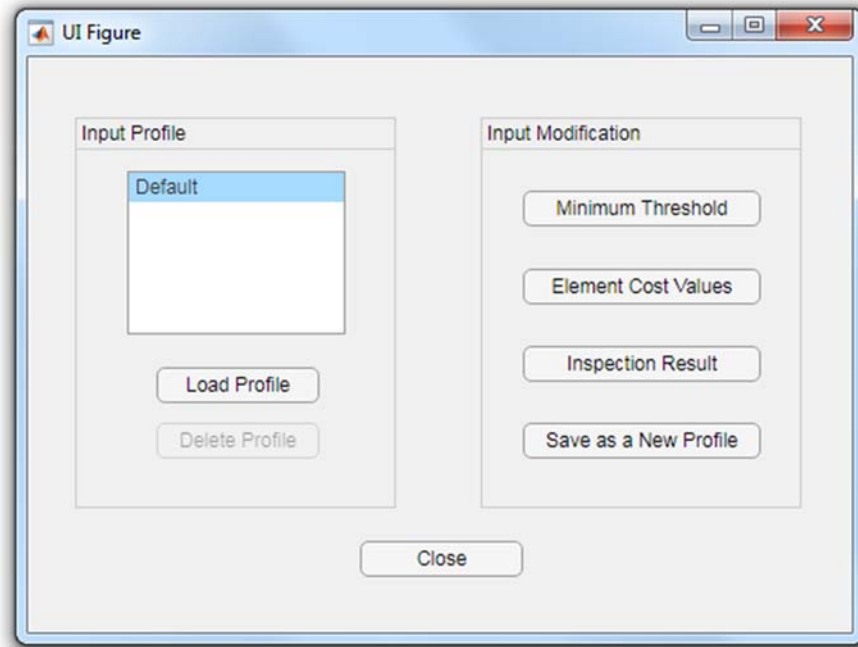 UI Figure
Input Profile
Default
Load Profile
Delete Profile
Input Modification
Minimum Threshold
Element Cost Values
Inspection Result
Save as a New Profile
Close